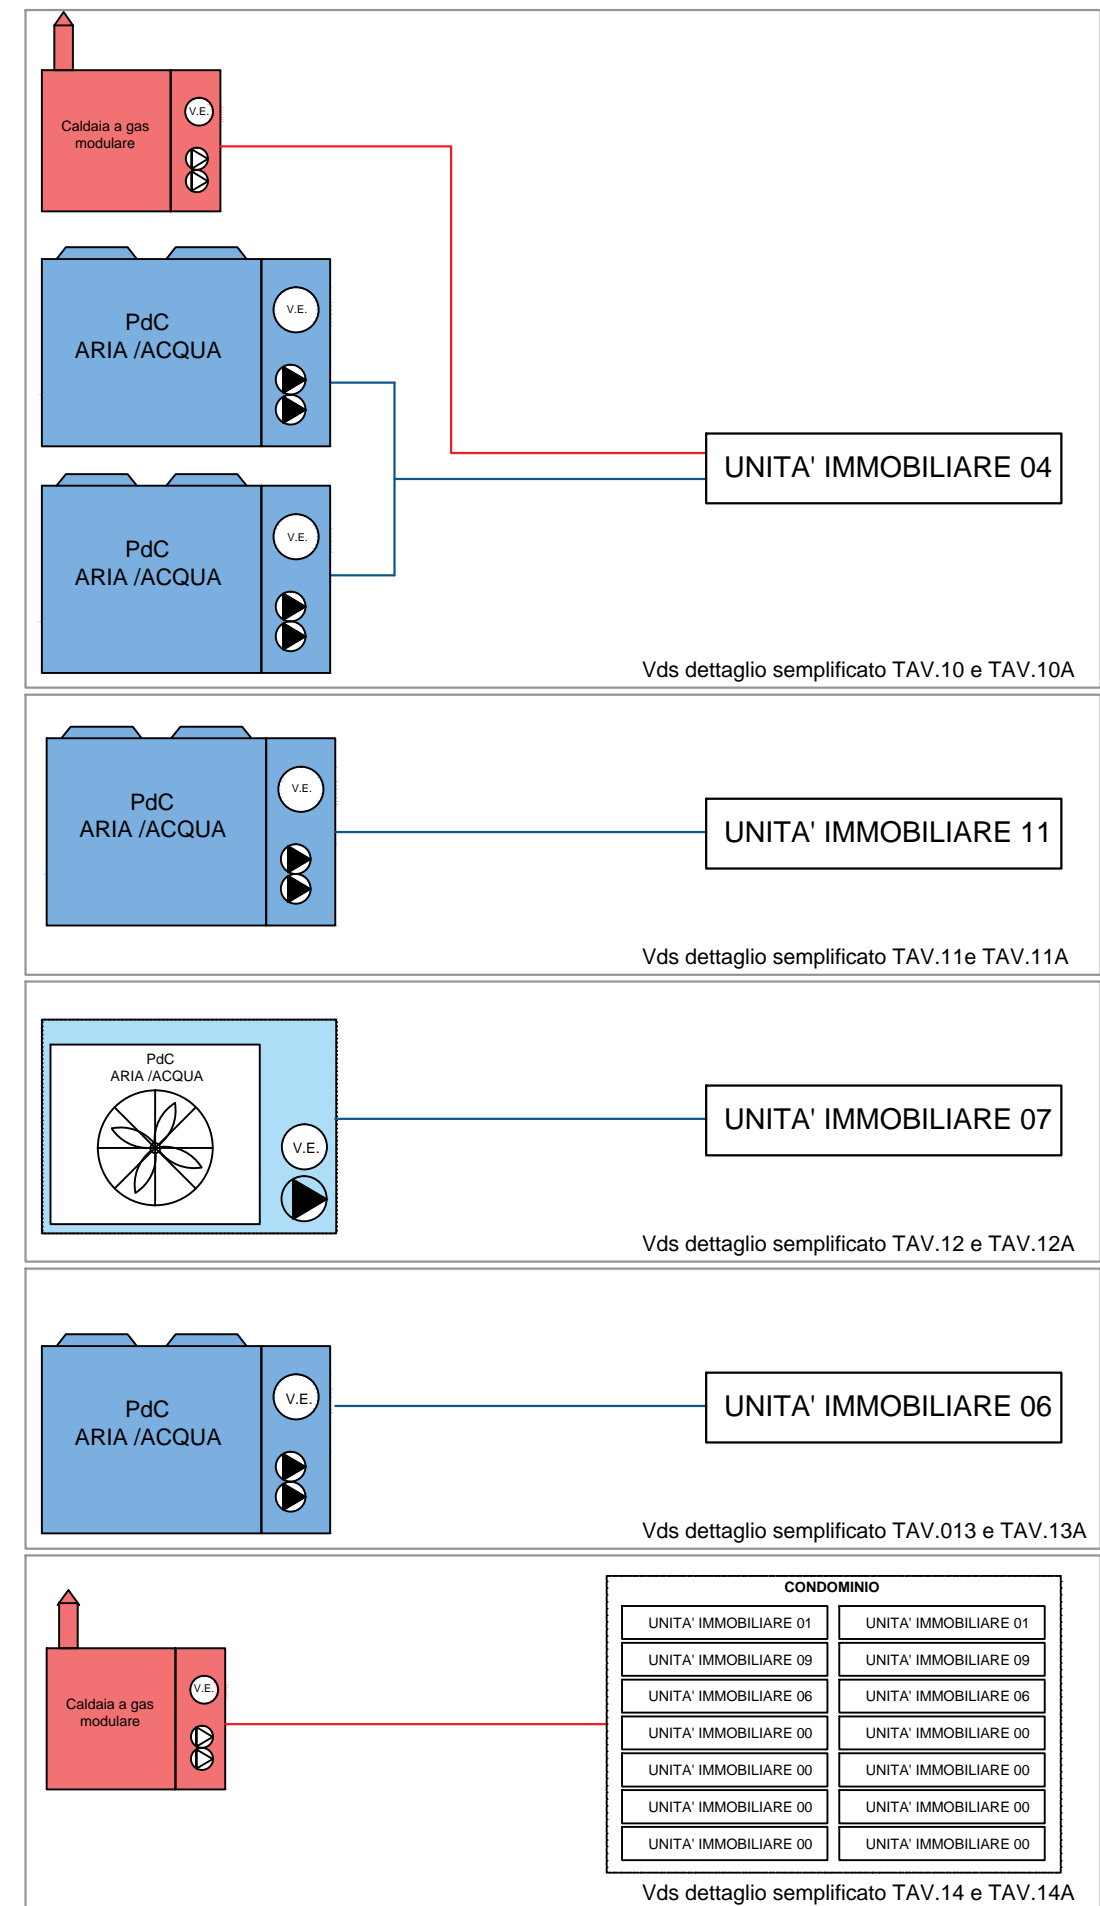 Caldaia a gas
modulare
V.E.
PdC
ARIA /ACQUA
V.E.
PdC
ARIA /ACQUA
V.E.
UNITA' IMMOBILIARE 04
Vds dettaglio semplificato TAV.10 e TAV.10A
PdC
ARIA /ACQUA
V.E.
UNITA' IMMOBILIARE 11
Vds dettaglio semplificato TAV.11e TAV.11A
PdC
ARIA /ACQUA
V.E.
UNITA' IMMOBILIARE 07
Vds dettaglio semplificato TAV.12 e TAV.12A
PdC
ARIA /ACQUA
V.E.
UNITA' IMMOBILIARE 06
Vds dettaglio semplificato TAV.013 e TAV.13A
Caldaia a gas
modulare
V.E.
CONDOMINIO
UNITA' IMMOBILIARE 01 UNITA' IMMOBILIARE 01
UNITA' IMMOBILIARE 09 UNITA' IMMOBILIARE 09
UNITA' IMMOBILIARE 06 UNITA' IMMOBILIARE 06
UNITA' IMMOBILIARE 00 UNITA' IMMOBILIARE 00
UNITA' IMMOBILIARE 00 UNITA' IMMOBILIARE 00
UNITA' IMMOBILIARE 00 UNITA' IMMOBILIARE 00
UNITA' IMMOBILIARE 00 UNITA' IMMOBILIARE 00
Vds dettaglio semplificato TAV.14 e TAV.14A